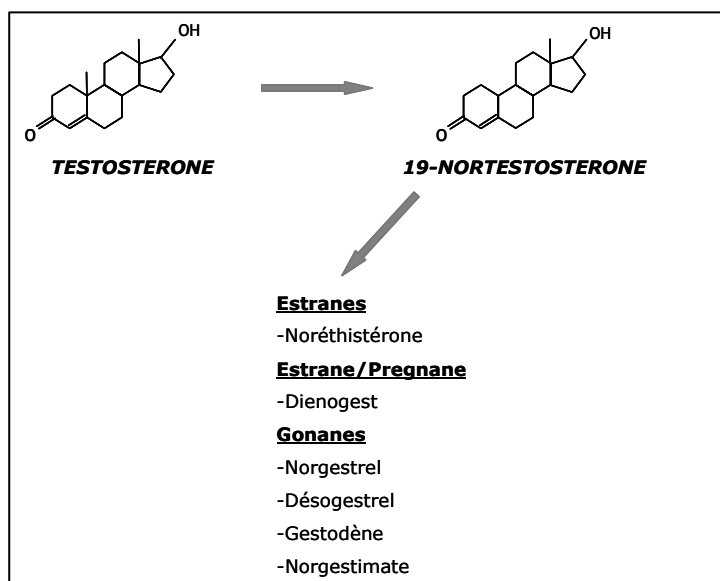 OH
O
TESTOSTERONE
OH
O
19-NORTESTOSTERONE
Estranes
-Noréthistérone
Estrane/Pregnane
-Dienogest
Gonanes
-Norgestrel
-Désogestrel
-Gestodène
-Norgestimate